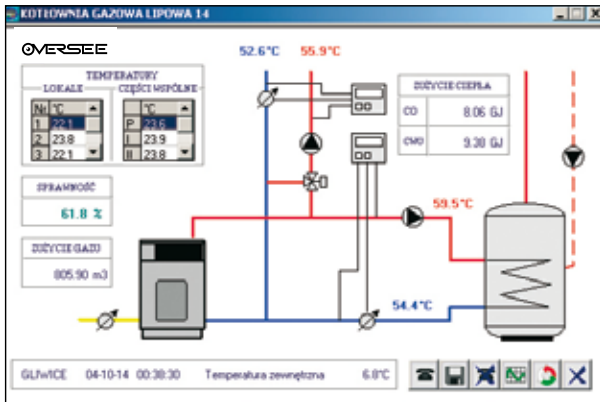 KOTŁOWNIA GAZOWA LIPOWA 14
OVERSEE
52.6°C 55.9°C
TEMPERATURY
LOKALE CZĘŚCI WSPÓLNE
Nr °C °C
1 22.1 P 23.6
2 23.8 I 23.9
3 22.1 II 23.8
ZUŻYCIE CIEPŁA
CO 8.06 GJ
CWU 9.30 GJ
SPRAWNOŚĆ
61.8 %
59.5°C
ZUŻYCIE GAZU
805.90 m3
54.4°C
GLIWICE 04-10-14 00:38:30 Temperatura zewnętrzna 6.8°C